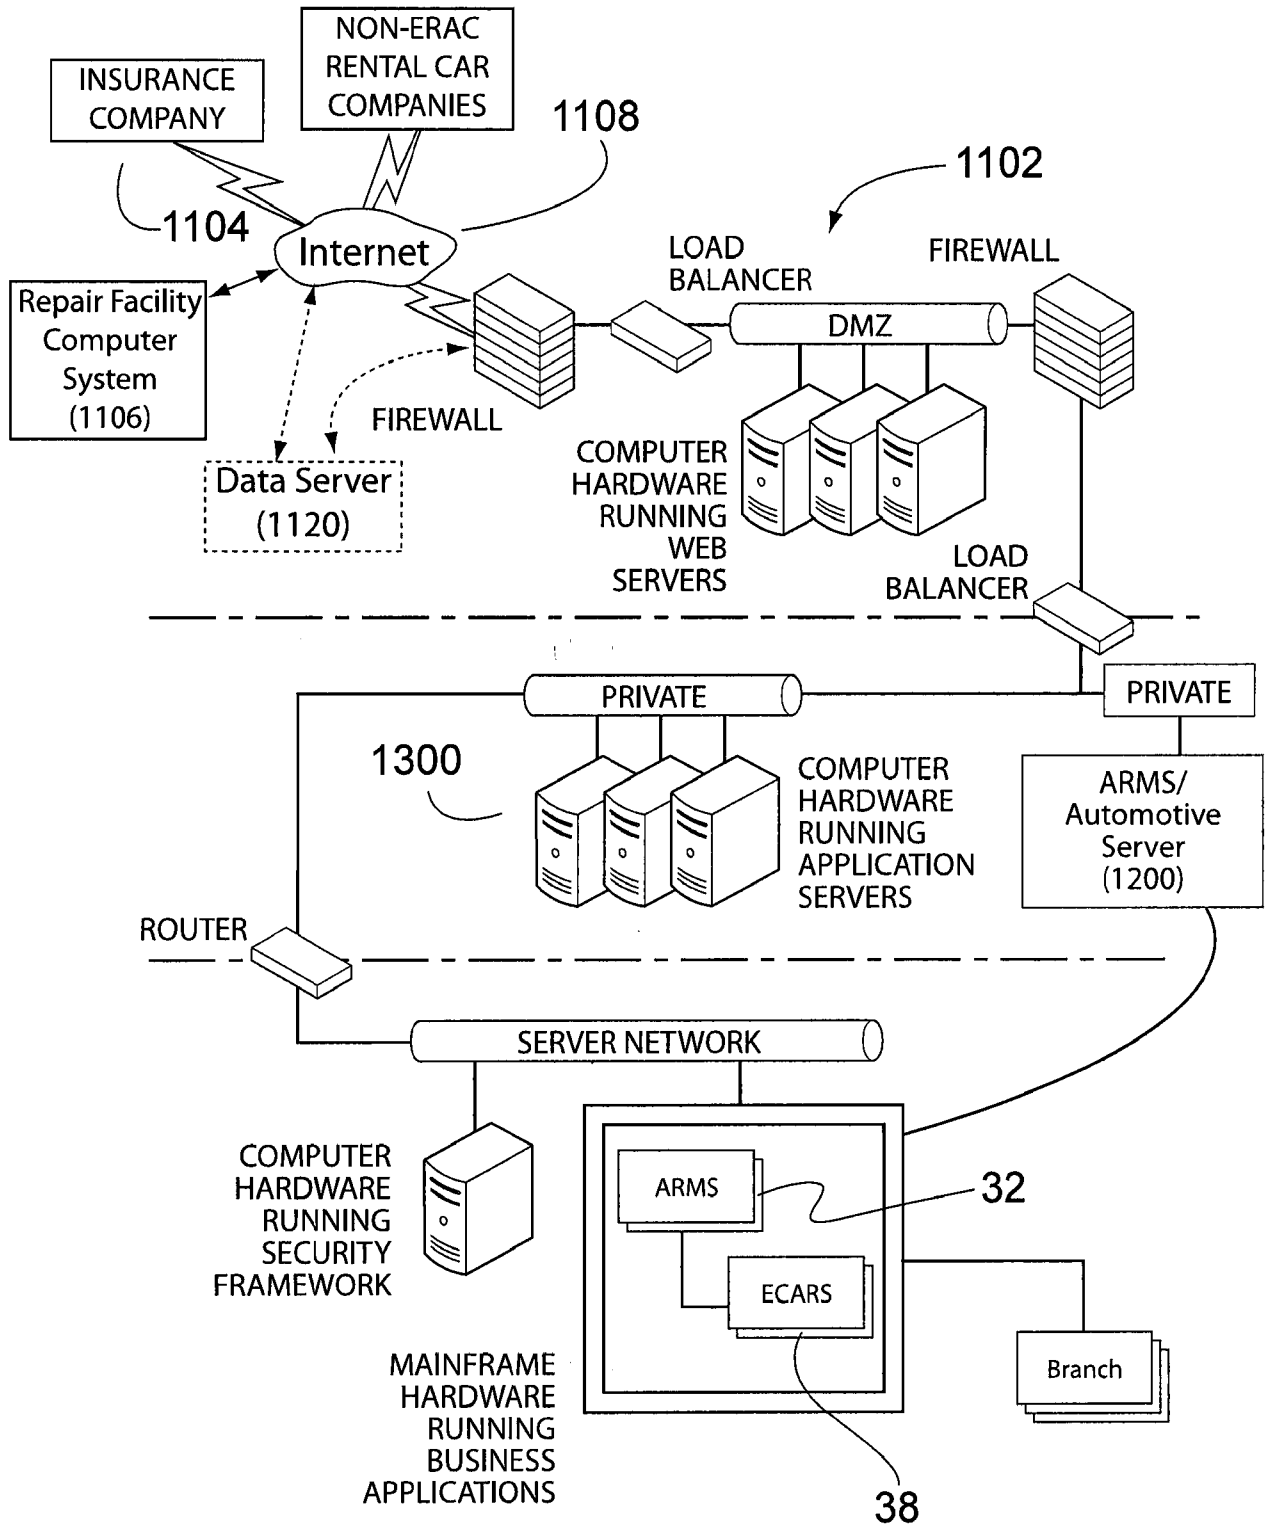 NON-ERAC
RENTAL CAR
COMPANIES
INSURANCE
COMPANY
1108
1102
1104
Internet
LOAD
BALANCER
FIREWALL
Repair Facility
Computer
System
(1106)
DMZ
FIREWALL
Data Server
(1120)
COMPUTER
HARDWARE
RUNNING
WEB
SERVERS
LOAD
BALANCER
PRIVATE
PRIVATE
1300
COMPUTER
HARDWARE
RUNNING
APPLICATION
SERVERS
ARMS/
Automotive
Server
(1200)
ROUTER
SERVER NETWORK
COMPUTER
HARDWARE
RUNNING
SECURITY
FRAMEWORK
ARMS
32
ECARS
MAINFRAME
HARDWARE
RUNNING
BUSINESS
APPLICATIONS
Branch
38